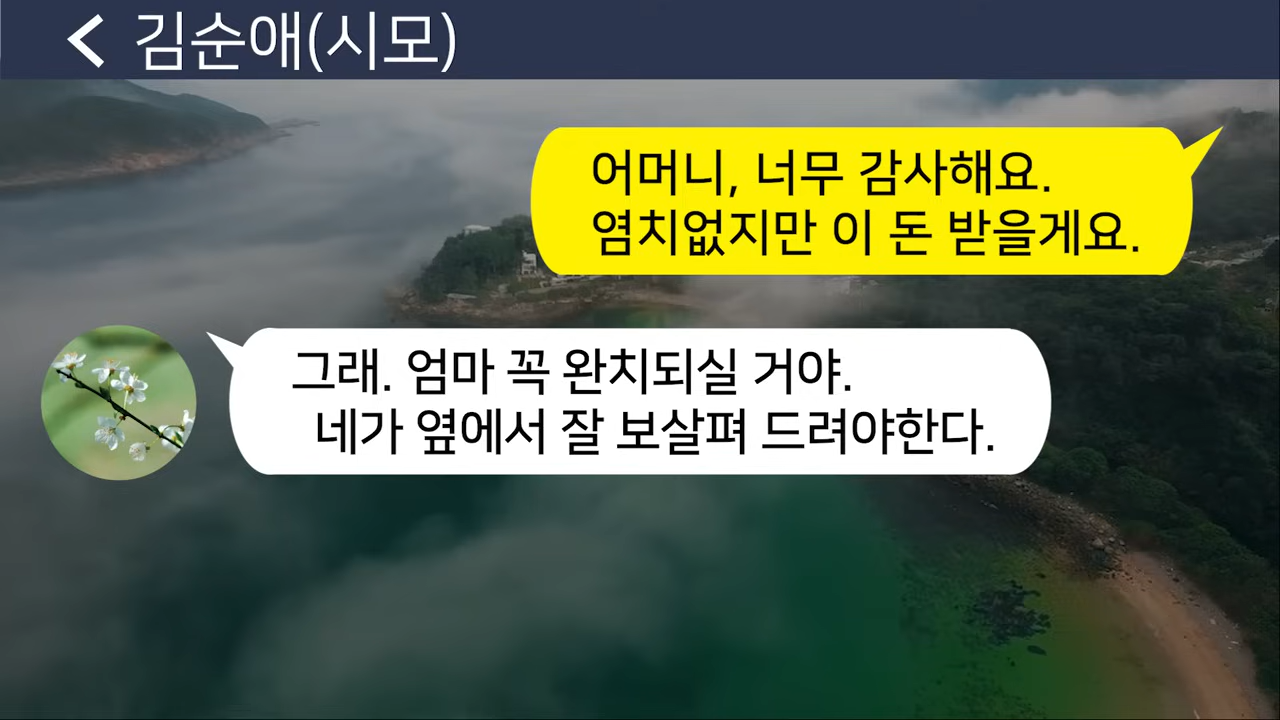 김순애(시모)
어머니, 너무 감사해요.
염치없지만 이 돈 받을게요.
그래. 엄마 꼭 완치되실 거야.
네가 옆에서 잘 보살펴 드려야한다.